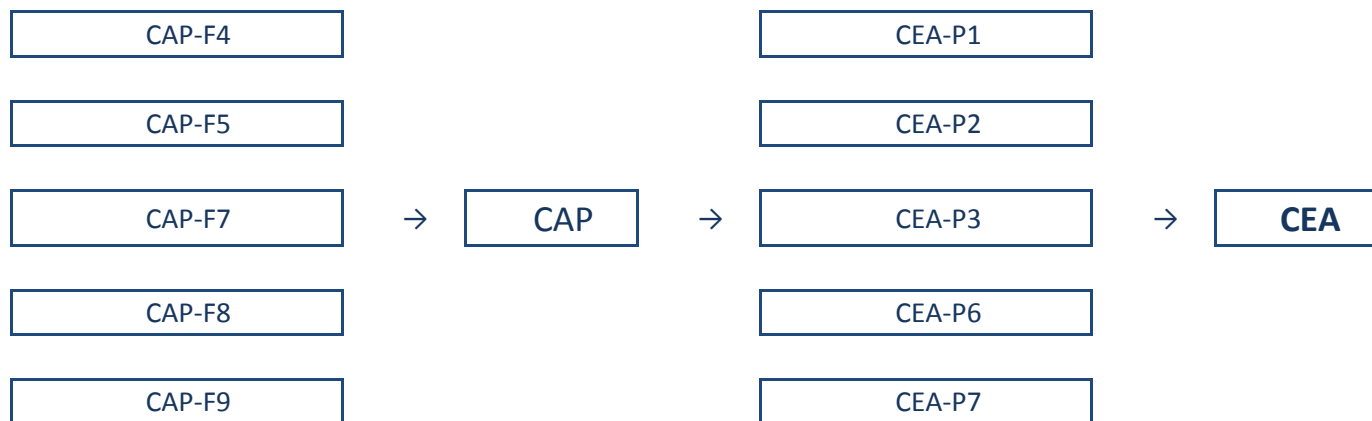 CAP-F4 CEA-P1
CAP-F5 CEA-P2
CAP-F7 → CAP → CEA-P3 → CEA
CAP-F8 CEA-P6
CAP-F9 CEA-P7